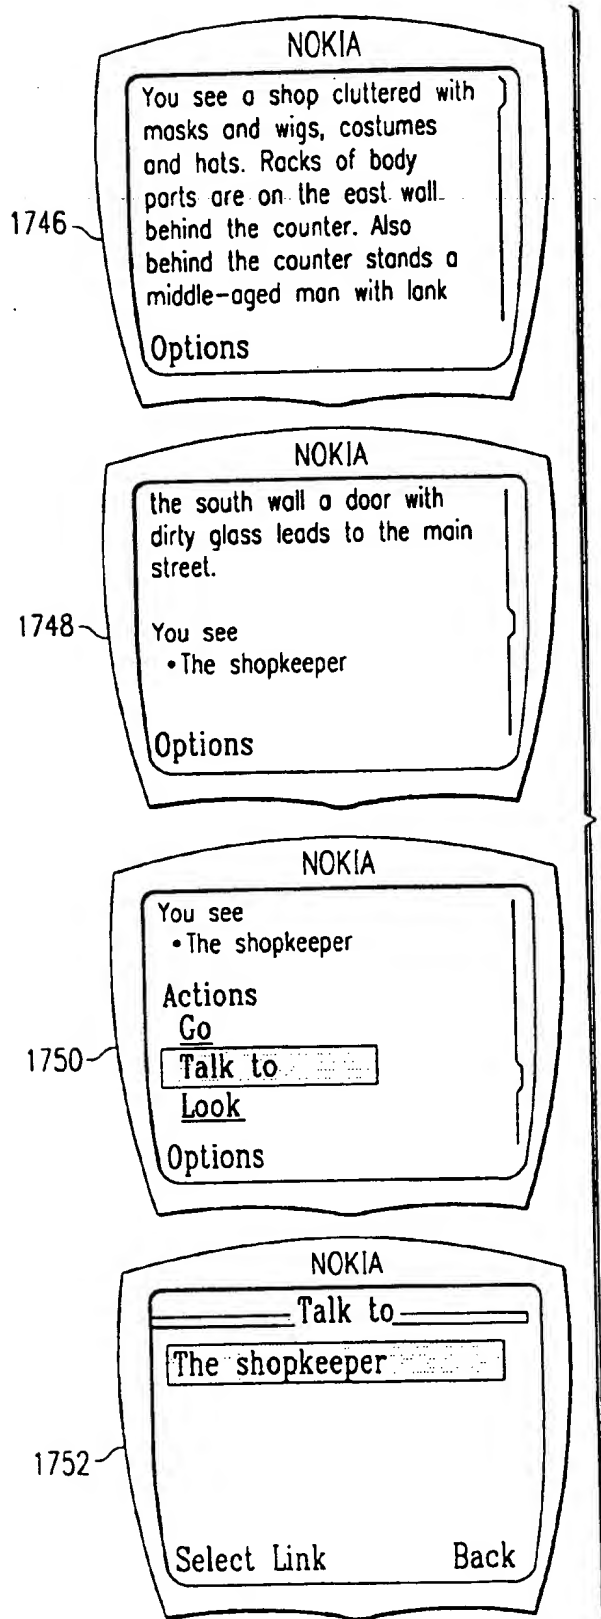 NOKIA
You see a shop cluttered with
masks and wigs, costumes
and hats. Racks of body
parts are on the east wall
behind the counter. Also
behind the counter stands a
middle-aged man with lank
Options
1746
NOKIA
the south wall a door with
dirty glass leads to the main
street.
You see
• The shopkeeper
Options
1748
NOKIA
You see
• The shopkeeper
Actions
Go
Talk to
Look
Options
1750
NOKIA
Talk to
The shopkeeper
Select Link Back
1752